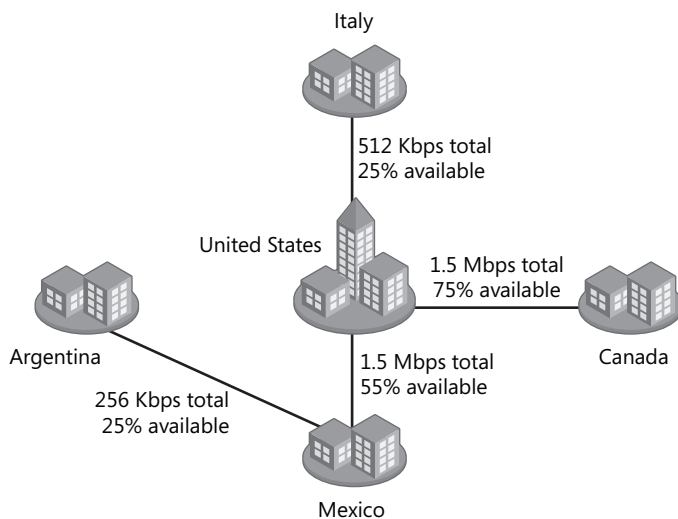 Italy
512 Kbps total
25% available
United States
1.5 Mbps total
75% available
Argentina
Canada
1.5 Mbps total
55% available
256 Kbps total
25% available
Mexico